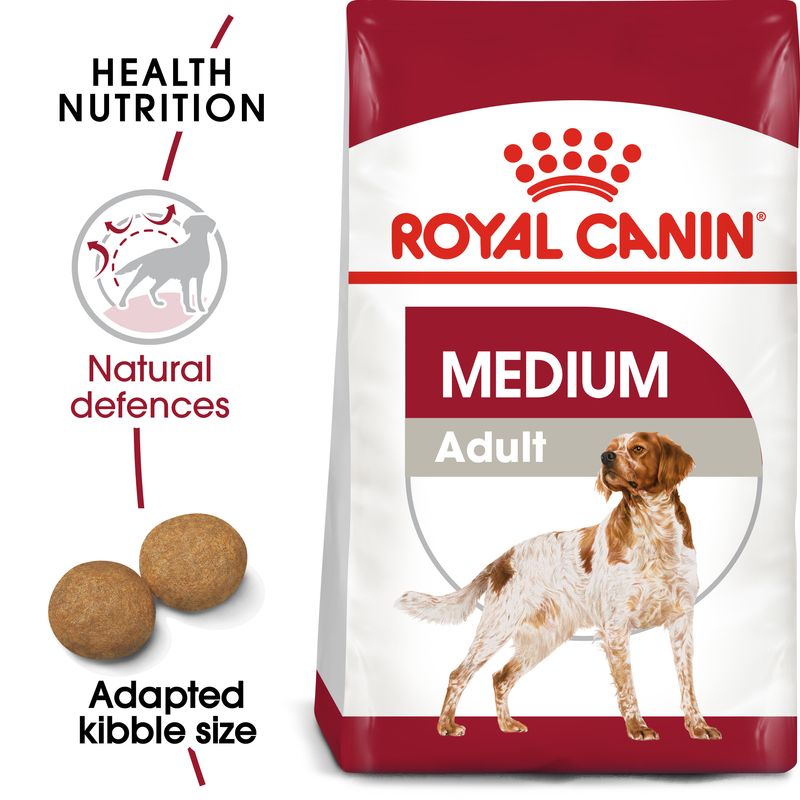 HEALTH
NUTRITION
Natural
defences
Adapted
kibble size
ROYAL CANIN®
MEDIUM
Adult